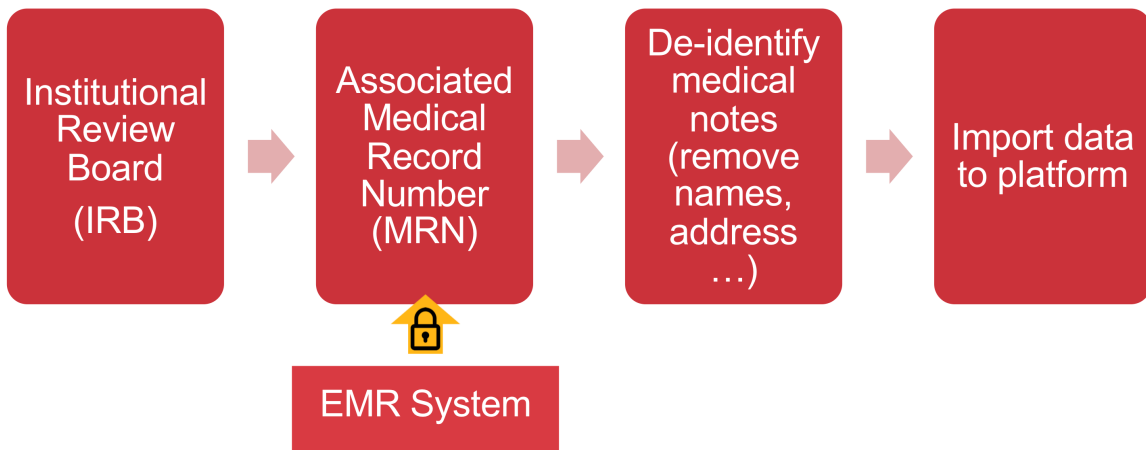 Institutional
Review
Board
(IRB)
Associated
Medical
Record
Number
(MRN)
De-identify
medical
notes
(remove
names,
address
…)
Import data
to platform
EMR System